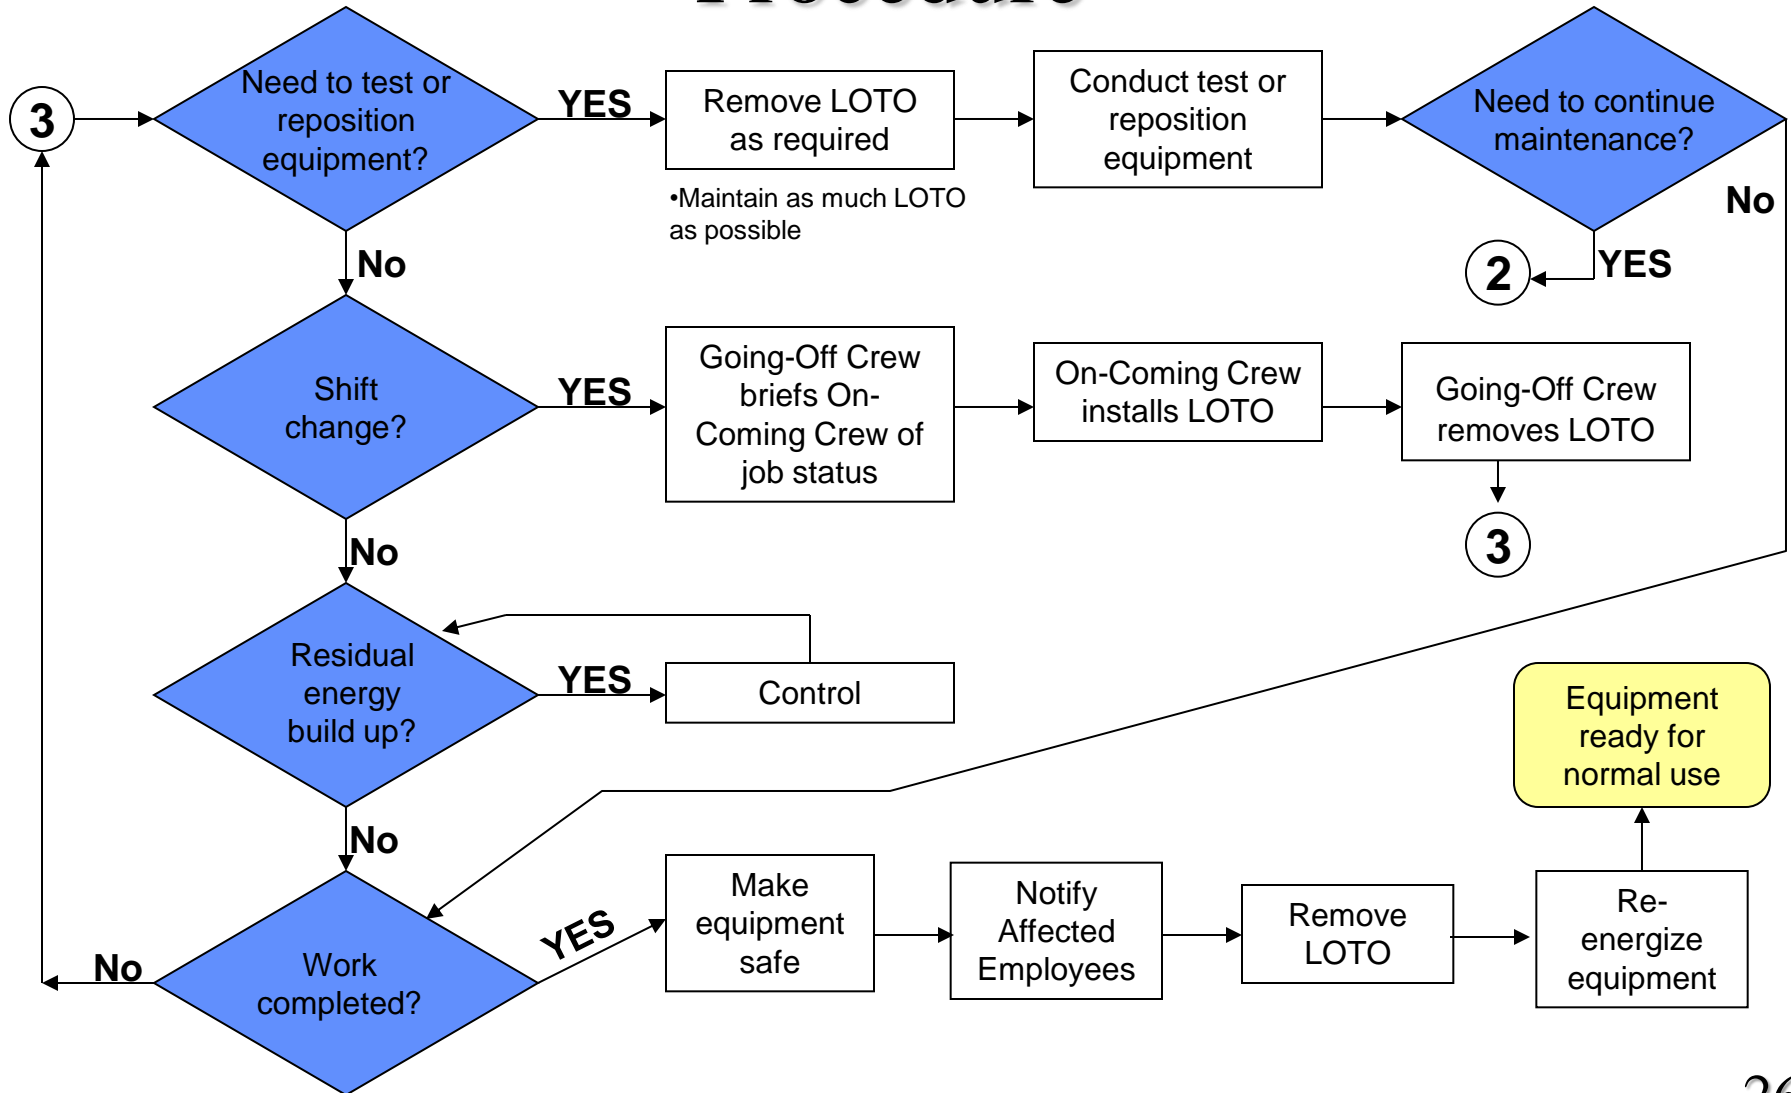 3
Need to test or
reposition
equipment?
YES
Remove LOTO
as required
•Maintain as much LOTO
as possible
Conduct test or
reposition
equipment
Need to continue
maintenance?
No
YES
2
No
Shift
change?
YES
Going-Off Crew
briefs On-
Coming Crew of
job status
On-Coming Crew
installs LOTO
Going-Off Crew
removes LOTO
3
No
Residual
energy
build up?
YES
Control
No
Work
completed?
No
YES
Make
equipment
safe
Notify
Affected
Employees
Remove
LOTO
Re-
energize
equipment
Equipment
ready for
normal use